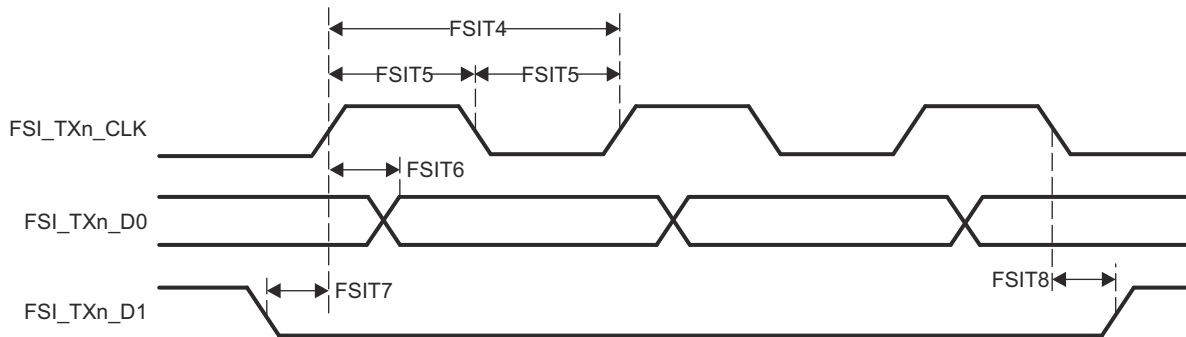 FSIT4
FSIT5 FSIT5
FSI_TXn_CLK
FSIT6
FSI_TXn_D0
FSIT7 FSIT8
FSI_TXn_D1